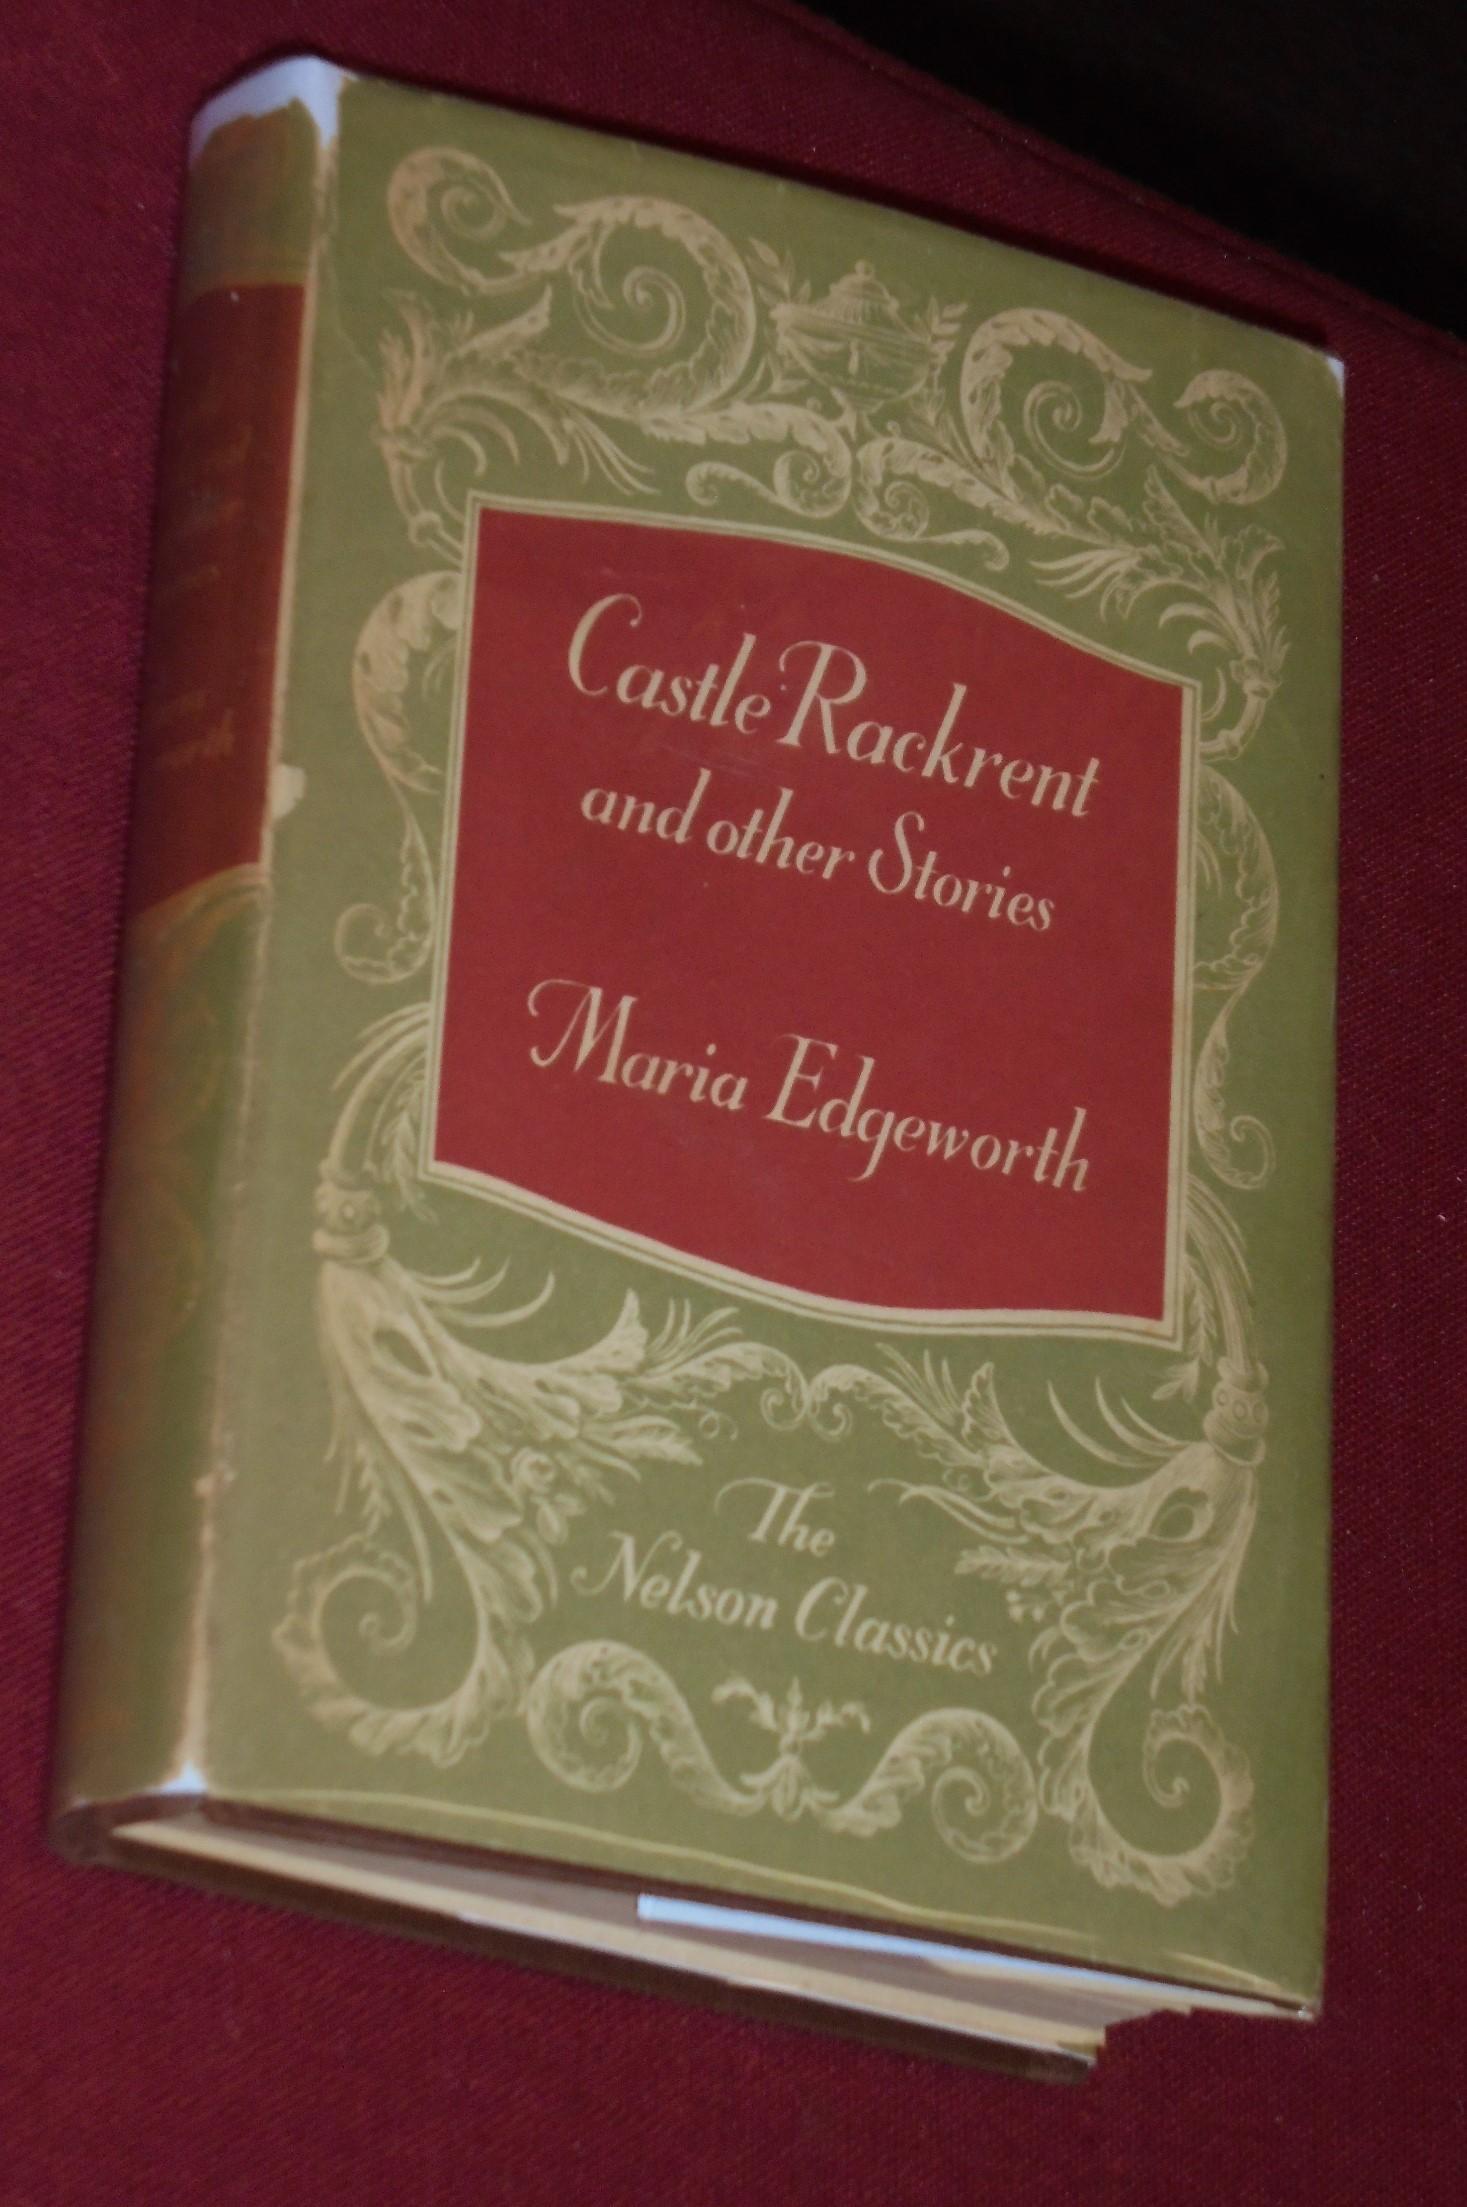 Castle Rackrent
and other Stories
Maria Edgeworth
The
Nelson Classics